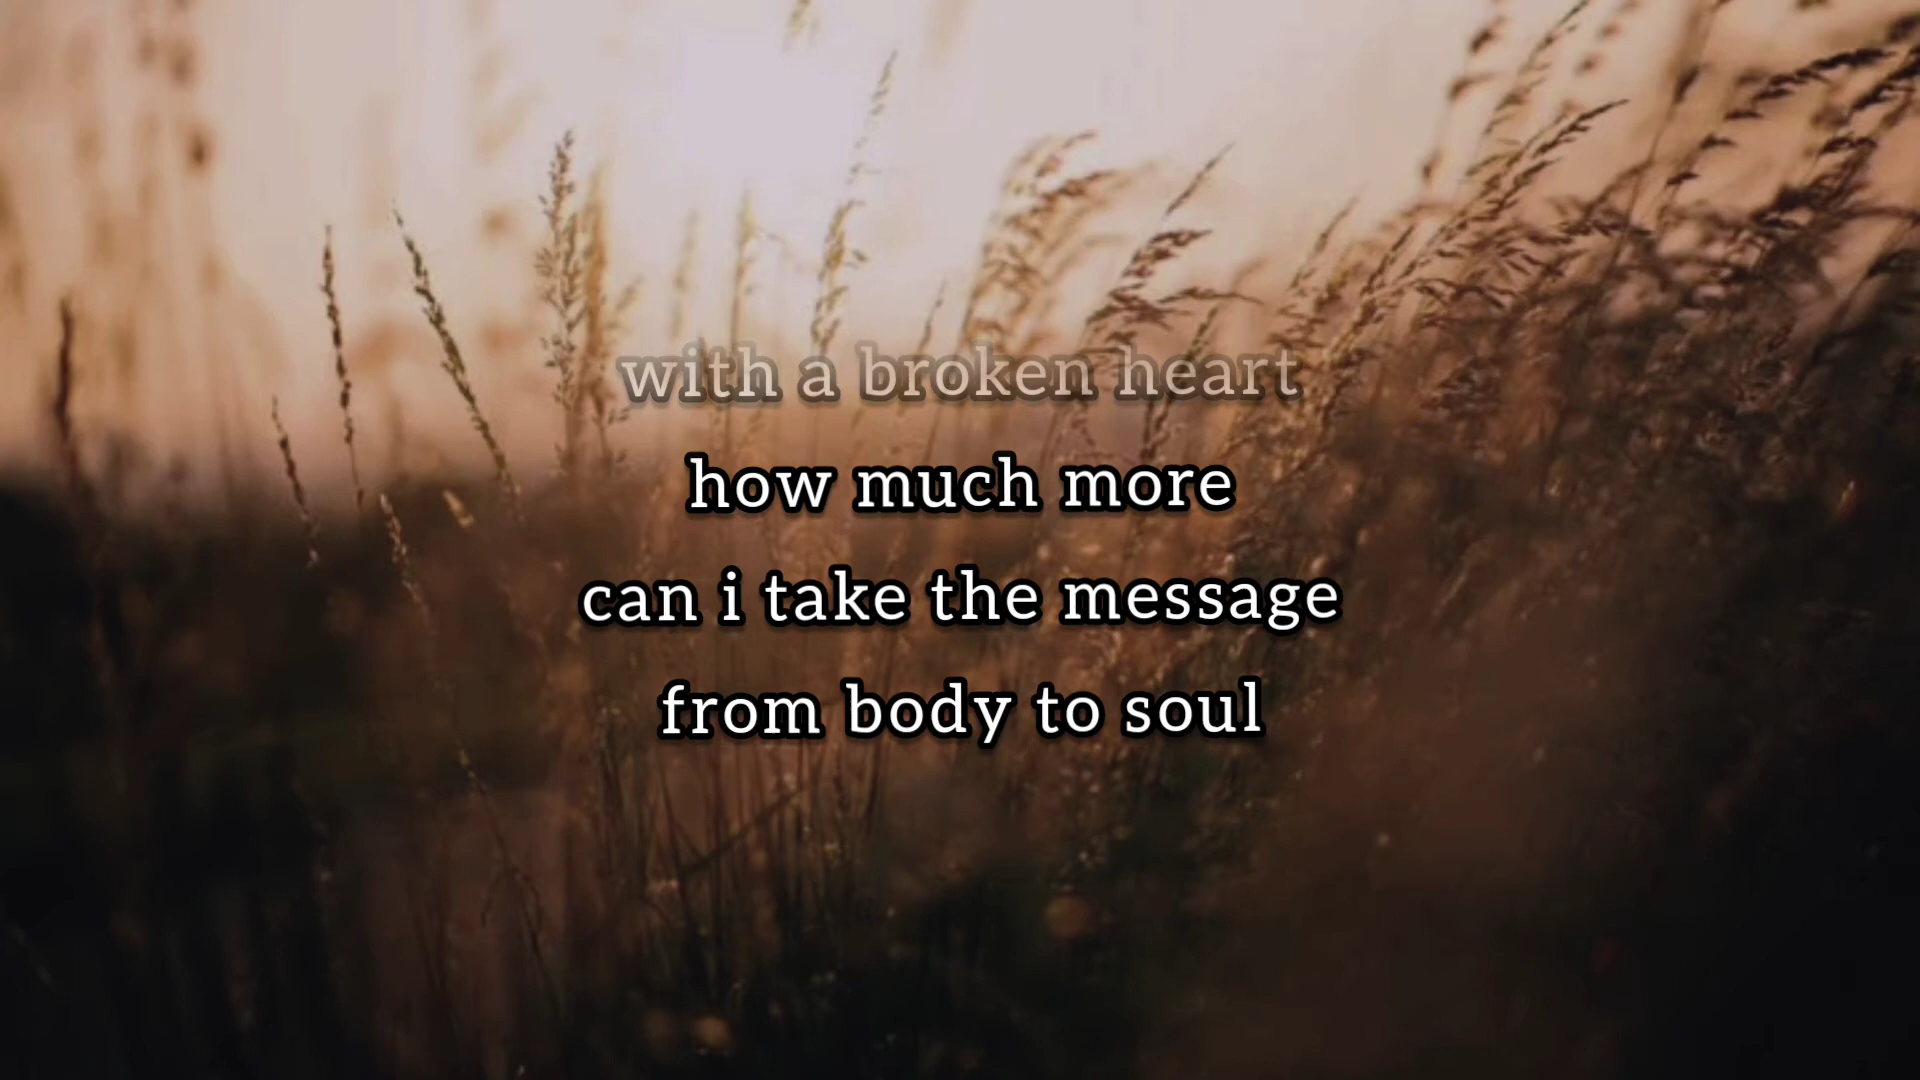 with a broken heart
how much more
can i take the message
from body to soul